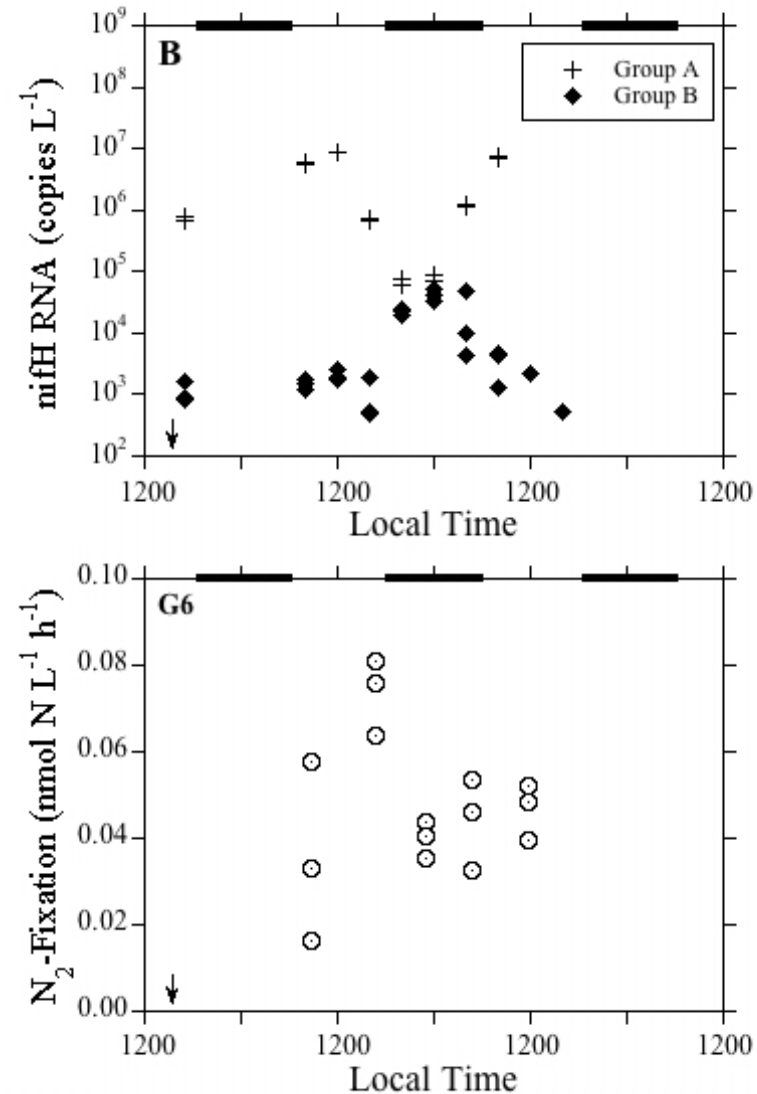 B
Group A
Group B
10⁹
10⁸
10⁷
10⁶
10⁵
10⁴
10³
10²
nifH RNA (copies L⁻¹)
1200 1200 1200 1200
Local Time
G6
0.10
0.08
0.06
0.04
0.02
0.00
N₂-Fixation (nmol N L⁻¹ h⁻¹)
1200 1200 1200 1200
Local Time